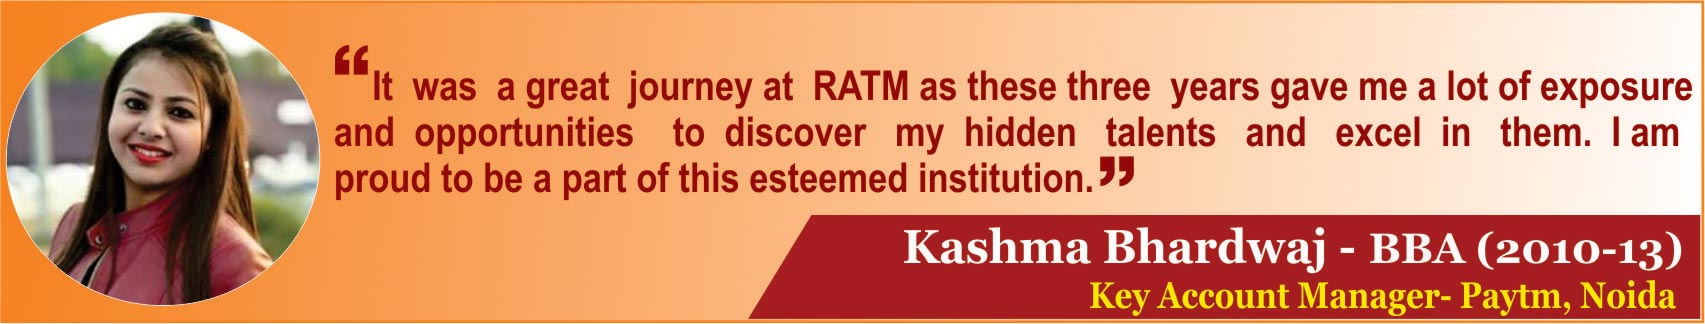 “It was a great journey at RATM as these three years gave me a lot of exposure
and opportunities to discover my hidden talents and excel in them. I am
proud to be a part of this esteemed institution.”
Kashma Bhardwaj - BBA (2010-13)
Key Account Manager- Paytm, Noida